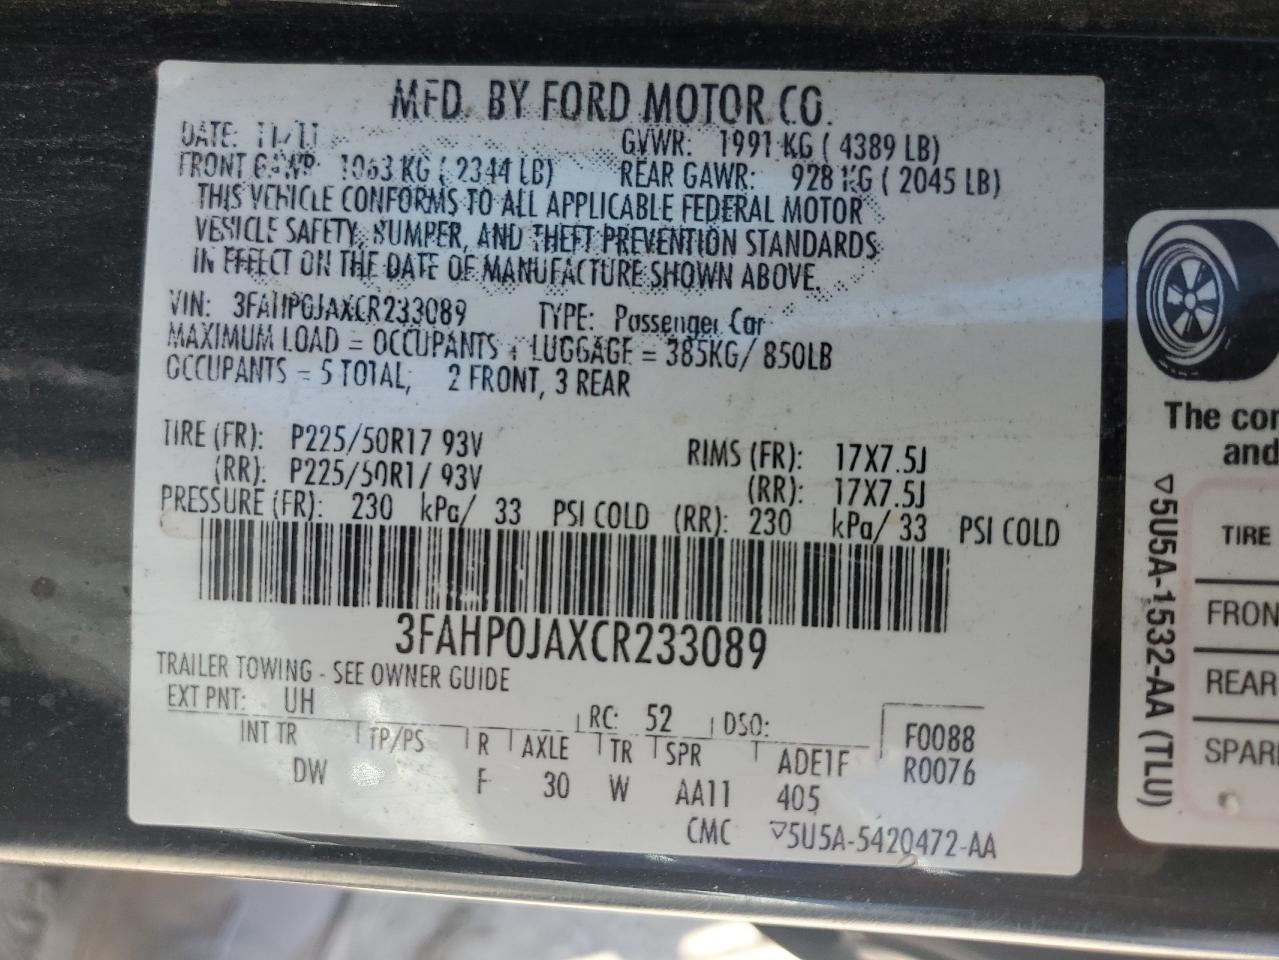 MFD. BY FORD MOTOR CO.
DATE: 11/11 GVWR: 1991 KG ( 4389 LB)
FRONT GAWR: 1063 KG ( 2344 LB) REAR GAWR: 928 KG ( 2045 LB)
THIS VEHICLE CONFORMS TO ALL APPLICABLE FEDERAL MOTOR
VEHICLE SAFETY, BUMPER, AND THEFT PREVENTION STANDARDS
IN EFFECT ON THE DATE OF MANUFACTURE SHOWN ABOVE.
VIN: 3FAHP0JAXCR233089 TYPE: Passenger Car
MAXIMUM LOAD = OCCUPANTS + LUGGAGE = 385KG/ 850LB
OCCUPANTS = 5 TOTAL, 2 FRONT, 3 REAR
TIRE (FR): P225/50R17 93V RIMS (FR): 17X7.5J
(RR): P225/50R17 93V (RR): 17X7.5J
PRESSURE (FR): 230 kPa/ 33 PSI COLD (RR): 230 kPa/ 33 PSI COLD
3FAHP0JAXCR233089
TRAILER TOWING - SEE OWNER GUIDE
EXT PNT: UH RC: 52 DSO: F0088
INT TR TP/PS R AXLE TR SPR ADE1F R0076
DW F 30 W AA11 405
CMC ▽5U5A-5420472-AA
The con
and
TIRE
FRON
REAR
SPAR
▽5U5A-1532-AA (TLU)